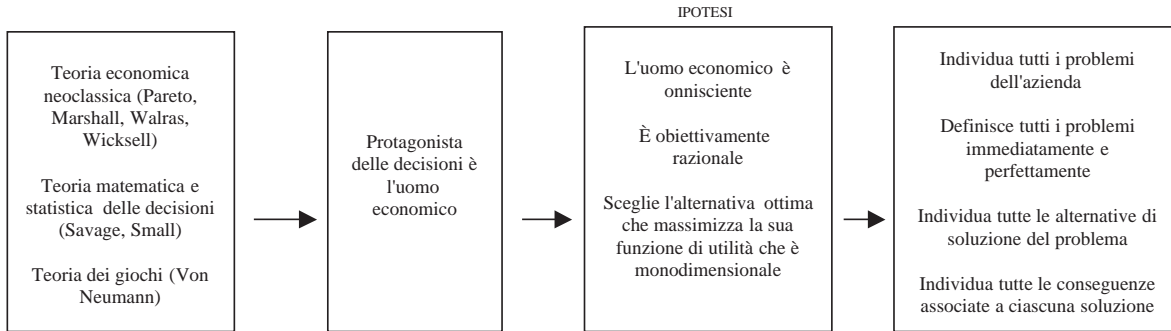 Teoria economica
neoclassica (Pareto,
Marshall, Walras,
Wicksell)
Teoria matematica e
statistica delle decisioni
(Savage, Small)
Teoria dei giochi (Von
Neumann)
Protagonista
delle decisioni è
l'uomo
economico
IPOTESI
L'uomo economico è
onnisciente
È obiettivamente
razionale
Sceglie l'alternativa ottima
che massimizza la sua
funzione di utilità che è
monodimensionale
Individua tutti i problemi
dell'azienda
Definisce tutti i problemi
immediatamente e
perfettamente
Individua tutte le alternative di
soluzione del problema
Individua tutte le conseguenze
associate a ciascuna soluzione